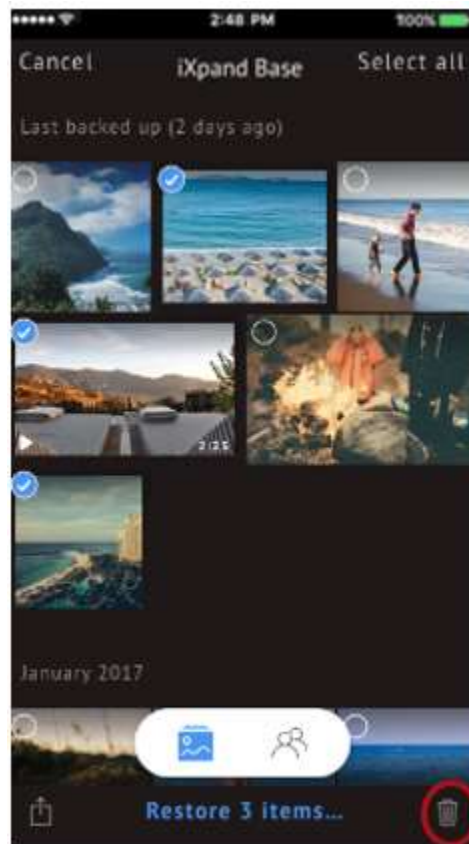 2:48 PM
100%
Cancel
iXpand Base
Select all
Last backed up (2 days ago)
2:25
January 2017
Restore 3 items...